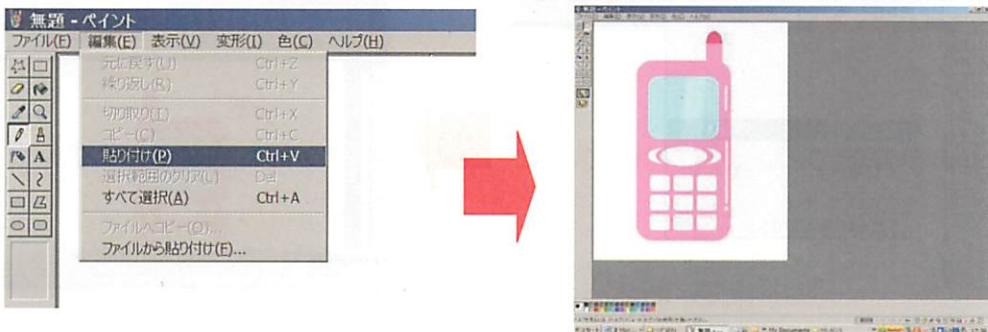 無題 - ペイント
ファイル(F) 編集(E) 表示(V) 変形(I) 色(C) ヘルプ(H)
元に戻す(U) Ctrl+Z
繰り返し(R) Ctrl+Y
切り取り(T) Ctrl+X
コピー(C) Ctrl+C
貼り付け(P) Ctrl+V
選択範囲のクリア(L) Del
すべて選択(A) Ctrl+A
ファイルへコピー(O)...
ファイルから貼り付け(F)...
A
My Documents